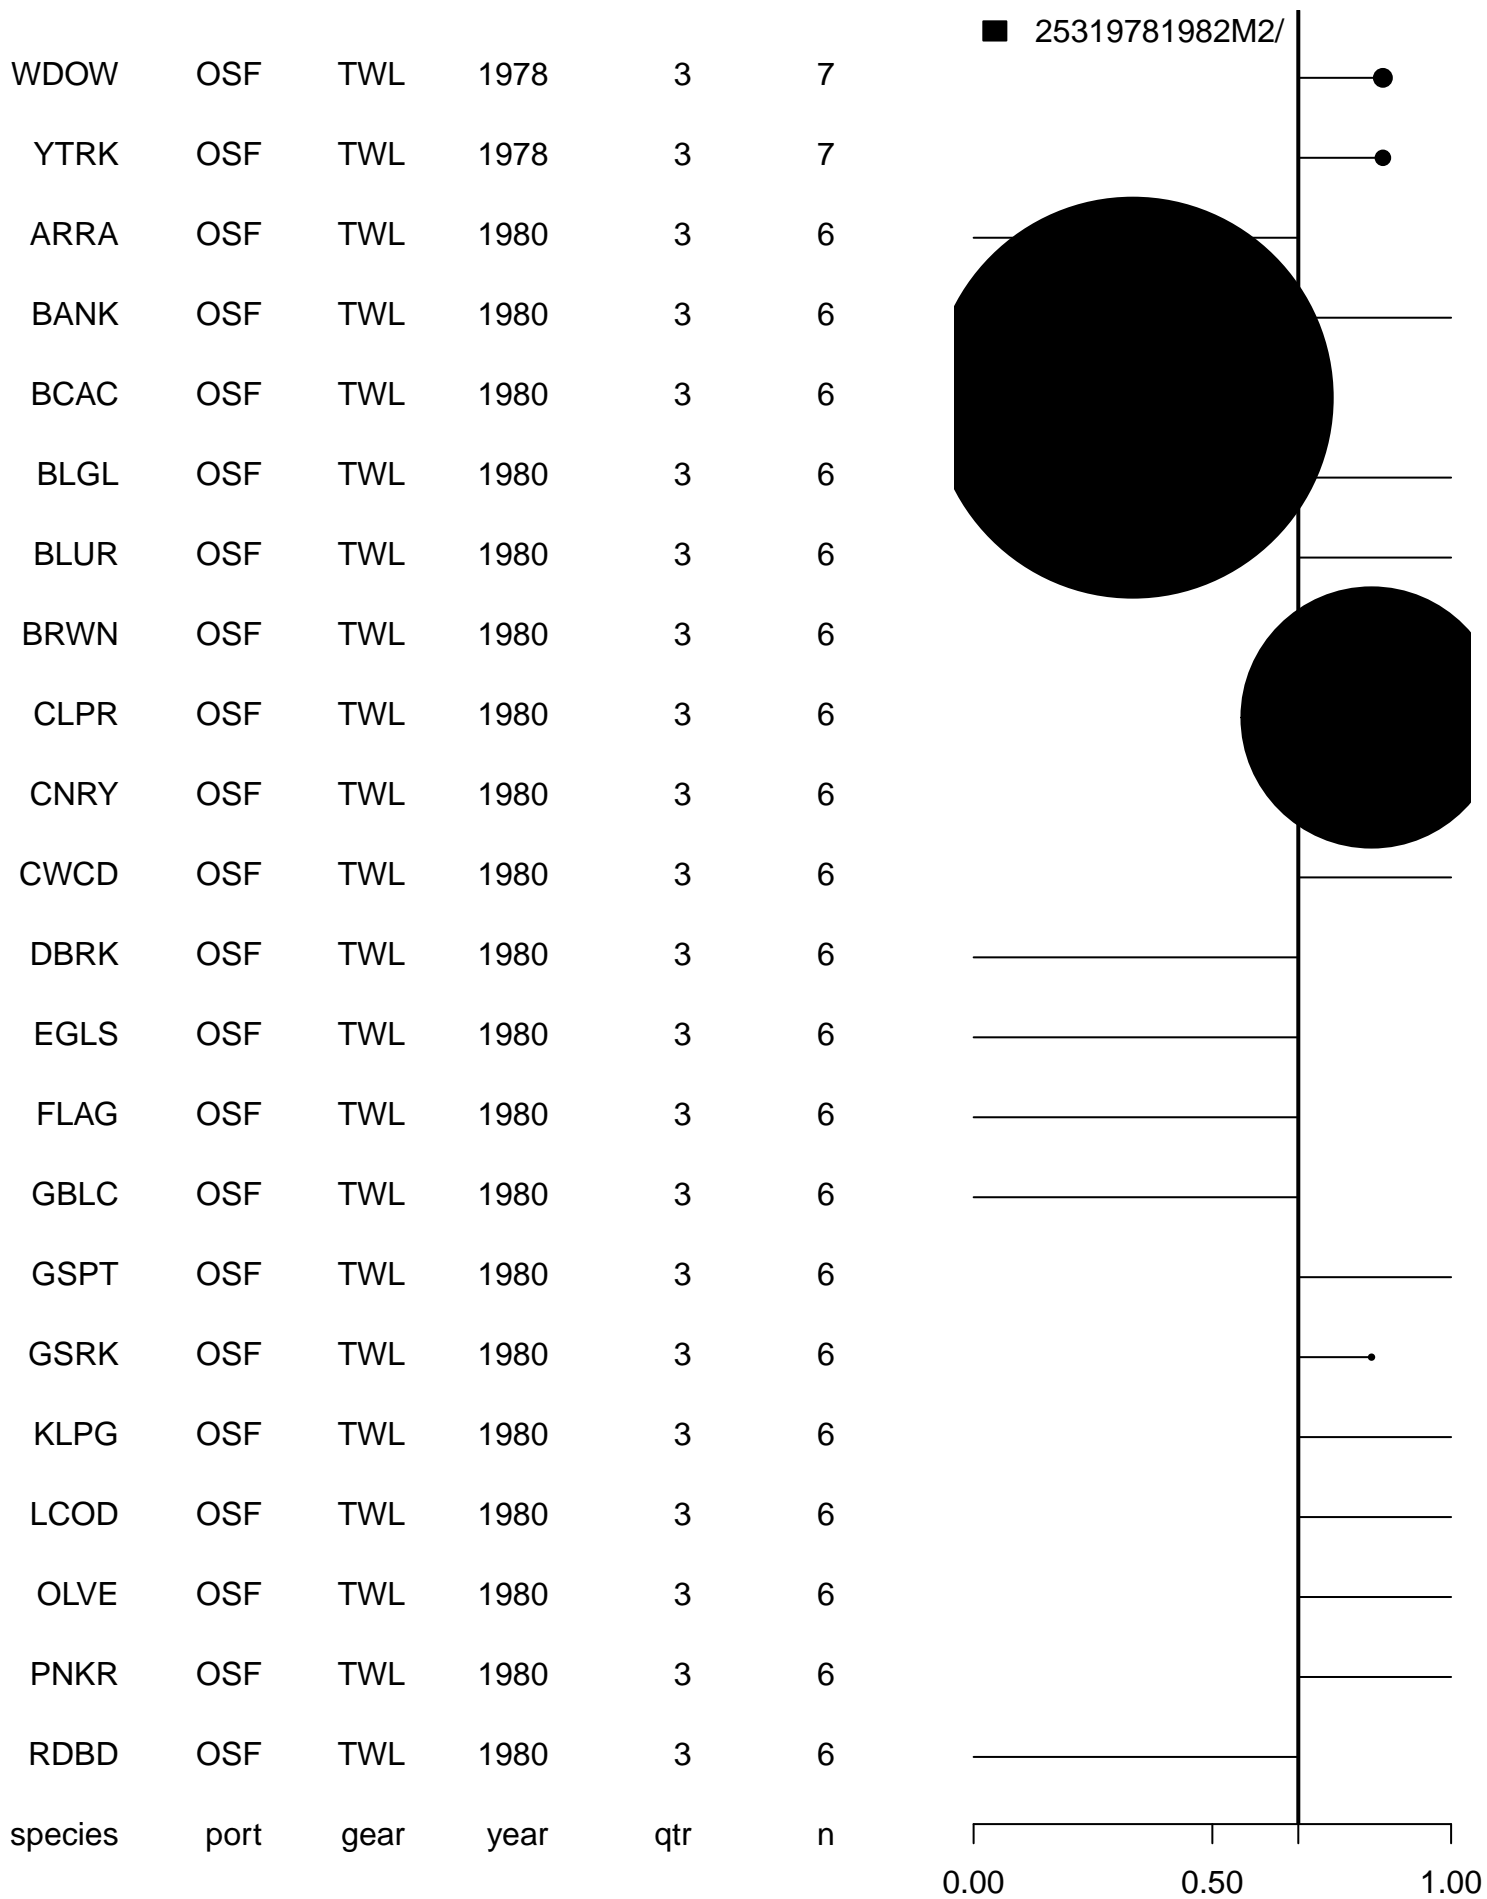 25319781982M2/
WDOW OSF TWL 1978 3 7
YTRK OSF TWL 1978 3 7
ARRA OSF TWL 1980 3 6
BANK OSF TWL 1980 3 6
BCAC OSF TWL 1980 3 6
BLGL OSF TWL 1980 3 6
BLUR OSF TWL 1980 3 6
BRWN OSF TWL 1980 3 6
CLPR OSF TWL 1980 3 6
CNRY OSF TWL 1980 3 6
CWCD OSF TWL 1980 3 6
DBRK OSF TWL 1980 3 6
EGLS OSF TWL 1980 3 6
FLAG OSF TWL 1980 3 6
GBLC OSF TWL 1980 3 6
GSPT OSF TWL 1980 3 6
GSRK OSF TWL 1980 3 6
KLPG OSF TWL 1980 3 6
LCOD OSF TWL 1980 3 6
OLVE OSF TWL 1980 3 6
PNKR OSF TWL 1980 3 6
RDBD OSF TWL 1980 3 6
species port gear year qtr n
0.00 0.50 1.00